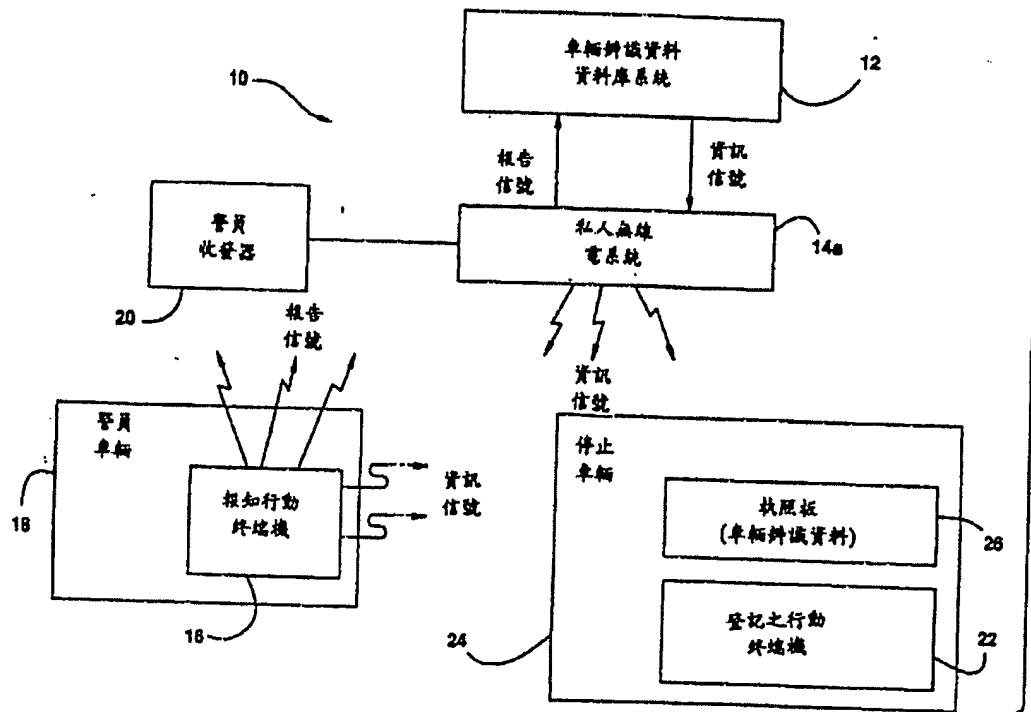 車輛辨識資料
資料庫系統
12
10
報告
信號
資訊
信號
警員
收發器
私人無線
電系統
14a
20
報告
信號
資訊
信號
警員
車輛
停止
車輛
18
報知行動
終端機
資訊
信號
執照板
(車輛辨識資料)
26
16
24
登記之行動
終端機
22